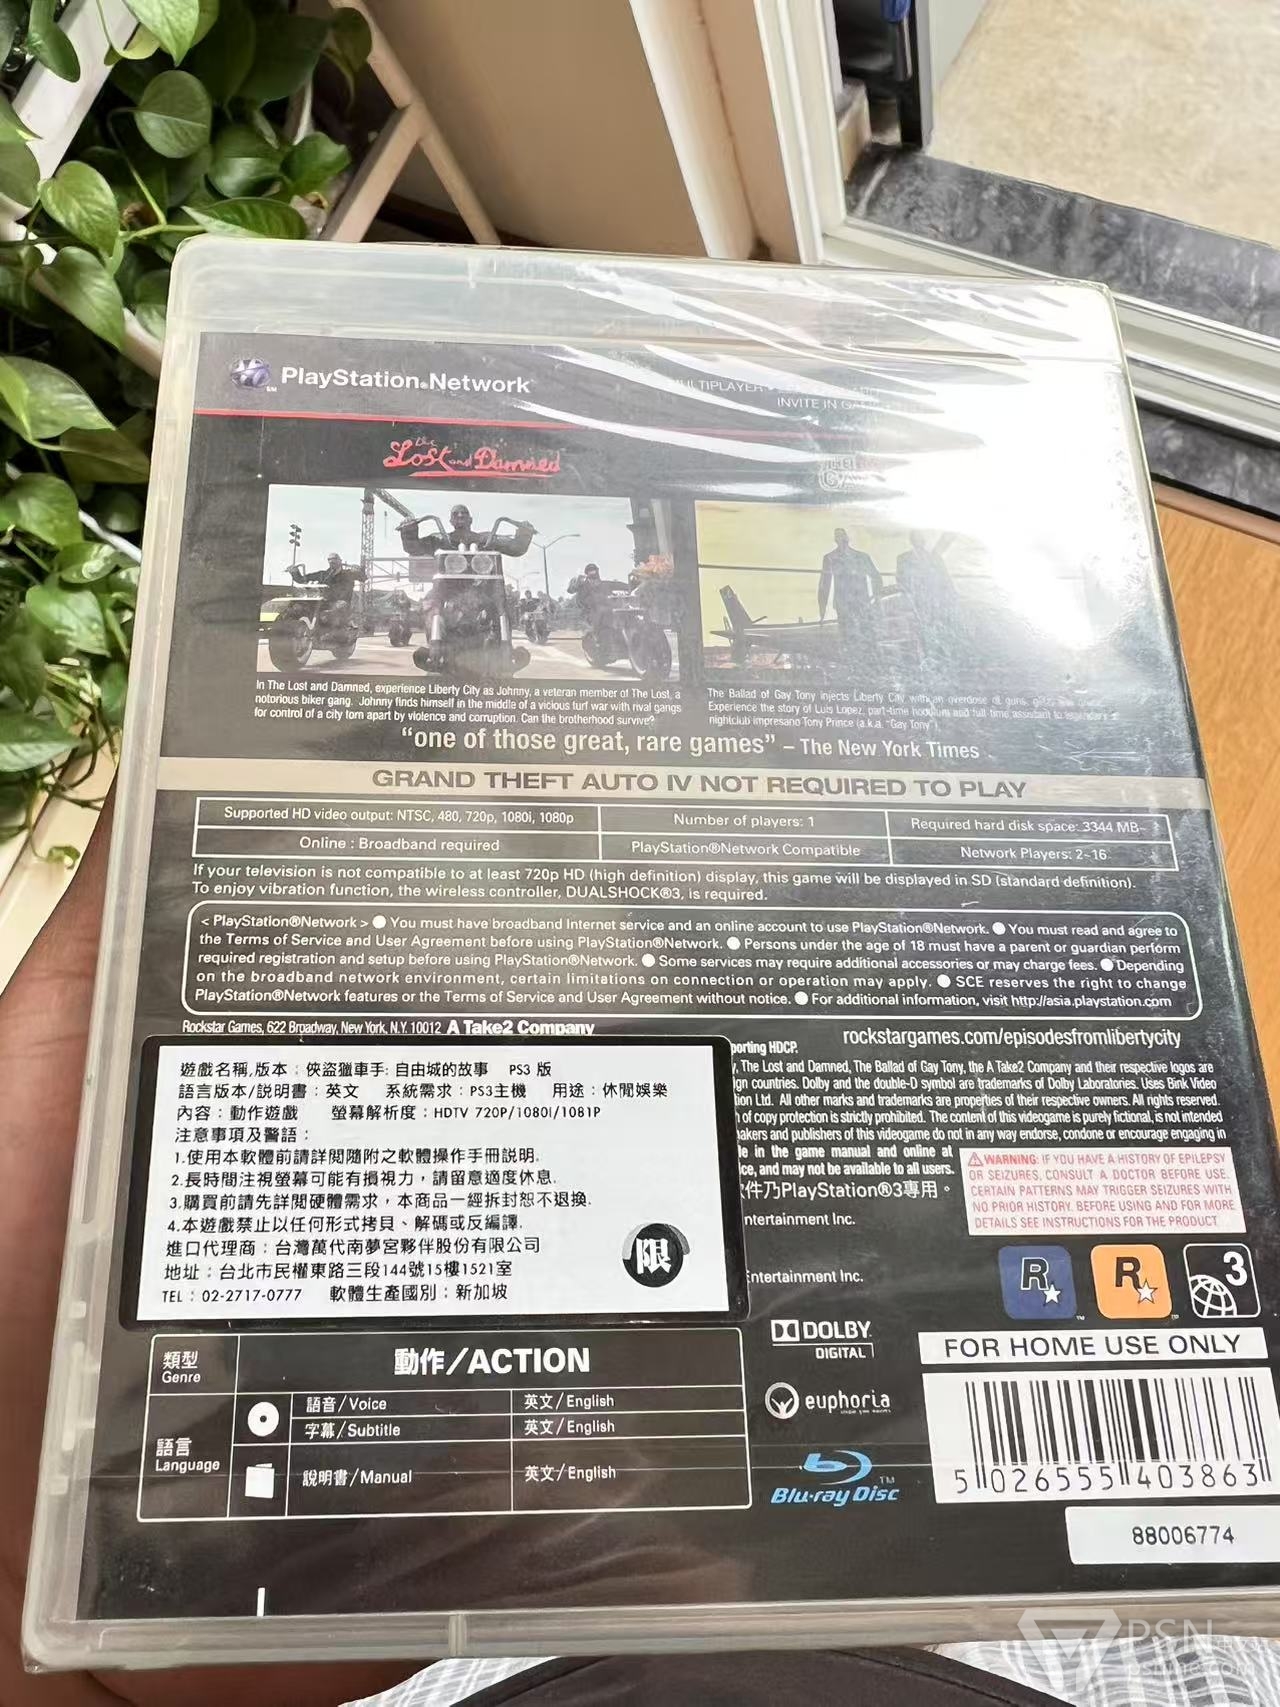 PlayStation®Network
MULTIPLAYER
INVITE IN
the
Lost and Damned
In The Lost and Damned, experience Liberty City as Johnny, a veteran member of The Lost, a
notorious biker gang. Johnny finds himself in the middle of a vicious turf war with rival gangs
for control of a city torn apart by violence and corruption. Can the brotherhood survive?
The Ballad of Gay Tony injects Liberty City with an overdose of guns,
Experience the story of Luis Lopez, part-time hoodlum and full time assistant to legendary
nightclub impresario Tony Prince (a.k.a. "Gay Tony")
"one of those great, rare games" – The New York Times
GRAND THEFT AUTO IV NOT REQUIRED TO PLAY
Supported HD video output: NTSC, 480, 720p, 1080i, 1080p
Number of players: 1
Required hard disk space: 3344 MB~
Online : Broadband required
PlayStation®Network Compatible
Network Players: 2~16
If your television is not compatible to at least 720p HD (high definition) display, this game will be displayed in SD (standard definition).
To enjoy vibration function, the wireless controller, DUALSHOCK®3, is required.
< PlayStation®Network > ● You must have broadband Internet service and an online account to use PlayStation®Network. ● You must read and agree to
the Terms of Service and User Agreement before using PlayStation®Network. ● Persons under the age of 18 must have a parent or guardian perform
required registration and setup before using PlayStation®Network. ● Some services may require additional accessories or may charge fees. ● Depending
on the broadband network environment, certain limitations on connection or operation may apply. ● SCE reserves the right to change
PlayStation®Network features or the Terms of Service and User Agreement without notice. ● For additional information, visit http://asia.playstation.com
Rockstar Games, 622 Broadway, New York, N.Y. 10012 A Take2 Company
rockstargames.com/episodesfromlibertycity
porting HDCP.
, The Lost and Damned, The Ballad of Gay Tony, the A Take2 Company and their respective logos are
ign countries. Dolby and the double-D symbol are trademarks of Dolby Laboratories. Uses Bink Video
tion Ltd. All other marks and trademarks are properties of their respective owners. All rights reserved.
n of copy protection is strictly prohibited. The content of this videogame is purely fictional, is not intended
makers and publishers of this videogame do not in any way endorse, condone or encourage engaging in
le in the game manual and online at
ice, and may not be available to all users.
件乃PlayStation®3專用。
ntertainment Inc.
Entertainment Inc.
⚠WARNING: IF YOU HAVE A HISTORY OF EPILEPSY
OR SEIZURES, CONSULT A DOCTOR BEFORE USE.
CERTAIN PATTERNS MAY TRIGGER SEIZURES WITH
NO PRIOR HISTORY. BEFORE USING AND FOR MORE
DETAILS SEE INSTRUCTIONS FOR THE PRODUCT.
遊戲名稱,版本：俠盜獵車手: 自由城的故事 PS3 版
語言版本/說明書：英文 系統需求：PS3主機 用途：休閒娛樂
內容：動作遊戲 螢幕解析度：HDTV 720P/1080I/1081P
注意事項及警語：
1.使用本軟體前請詳閱隨附之軟體操作手冊說明.
2.長時間注視螢幕可能有損視力，請留意適度休息.
3.購買前請先詳閱硬體需求，本商品一經拆封恕不退換.
4.本遊戲禁止以任何形式拷貝、解碼或反編譯.
進口代理商：台灣萬代南夢宮夥伴股份有限公司
地址：台北市民權東路三段144號15樓1521室
TEL：02-2717-0777 軟體生產國別：新加坡
限
R
R
3
類型
Genre
動作/ACTION
語言
Language
語音/Voice
英文/English
字幕/Subtitle
英文/English
說明書/Manual
英文/English
DOLBY
DIGITAL
euphoria
Blu-ray Disc™
FOR HOME USE ONLY
5 026555 403863
88006774
PSN